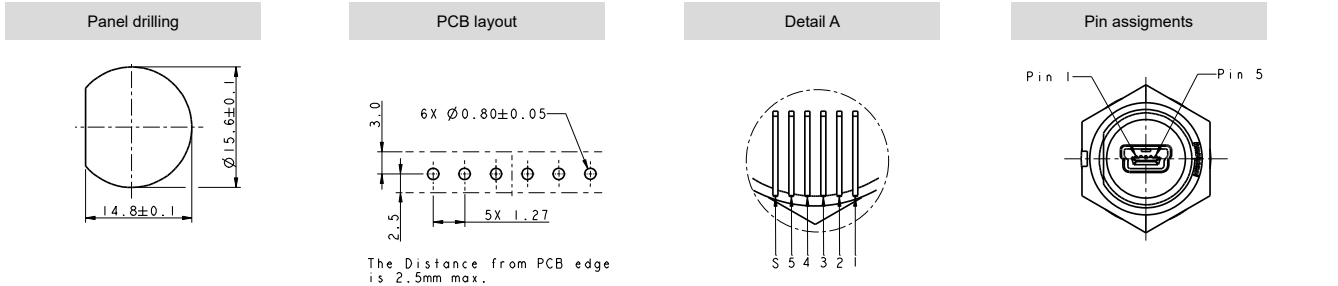 Panel drilling
PCB layout
Detail A
Pin assigments
Ø15.6±0.1
14.8±0.1
3.0
6X Ø0.80±0.05
2.5
5X 1.27
The Distance from PCB edge
is 2.5mm max.
S 5 4 3 2 1
Pin 1
Pin 5